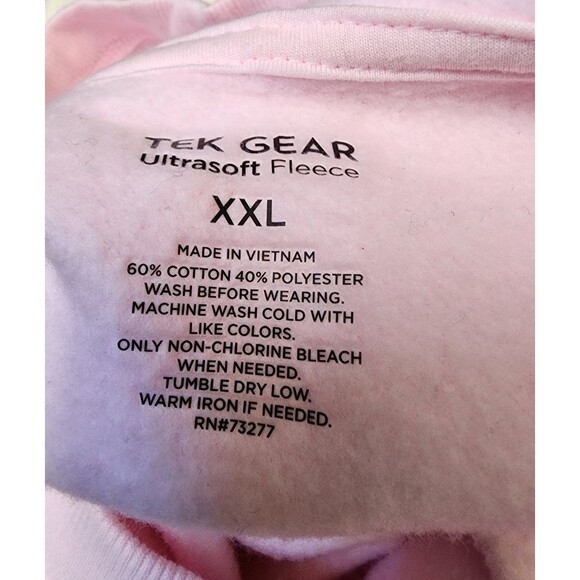 TEK GEAR
Ultrasoft Fleece
XXL
MADE IN VIETNAM
60% COTTON 40% POLYESTER
WASH BEFORE WEARING.
MACHINE WASH COLD WITH
LIKE COLORS.
ONLY NON-CHLORINE BLEACH
WHEN NEEDED.
TUMBLE DRY LOW.
WARM IRON IF NEEDED.
RN#73277